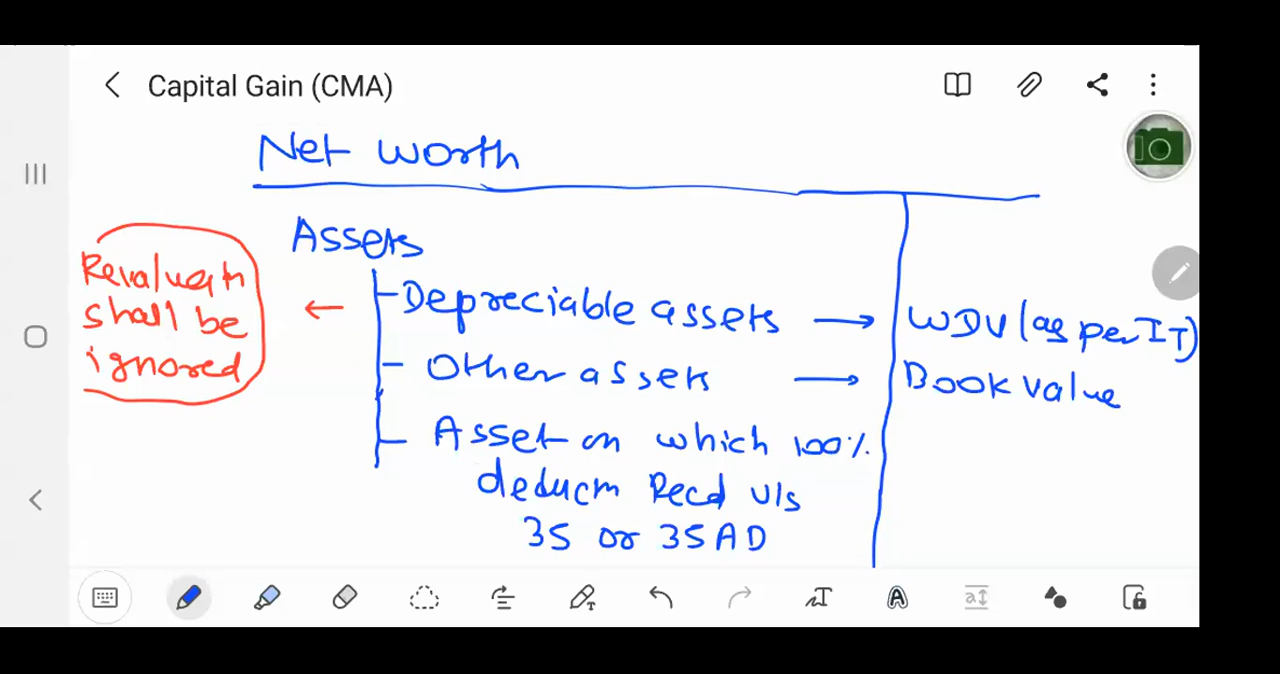 Capital Gain (CMA)
Net worth
Assets
Depreciable assets → WDV (as per IT)
Other assets → Book value
Asset on which 100%
deducn Recd u/s
35 or 35AD
←
Revaluatn
shall be
ignored